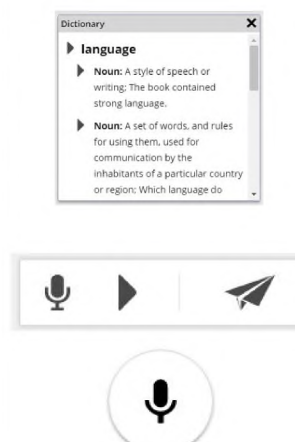 Dictionary
language
Noun: A style of speech or
writing; The book contained
strong language.
Noun: A set of words, and rules
for using them, used for
communication by the
inhabitants of a particular country
or region; Which language do